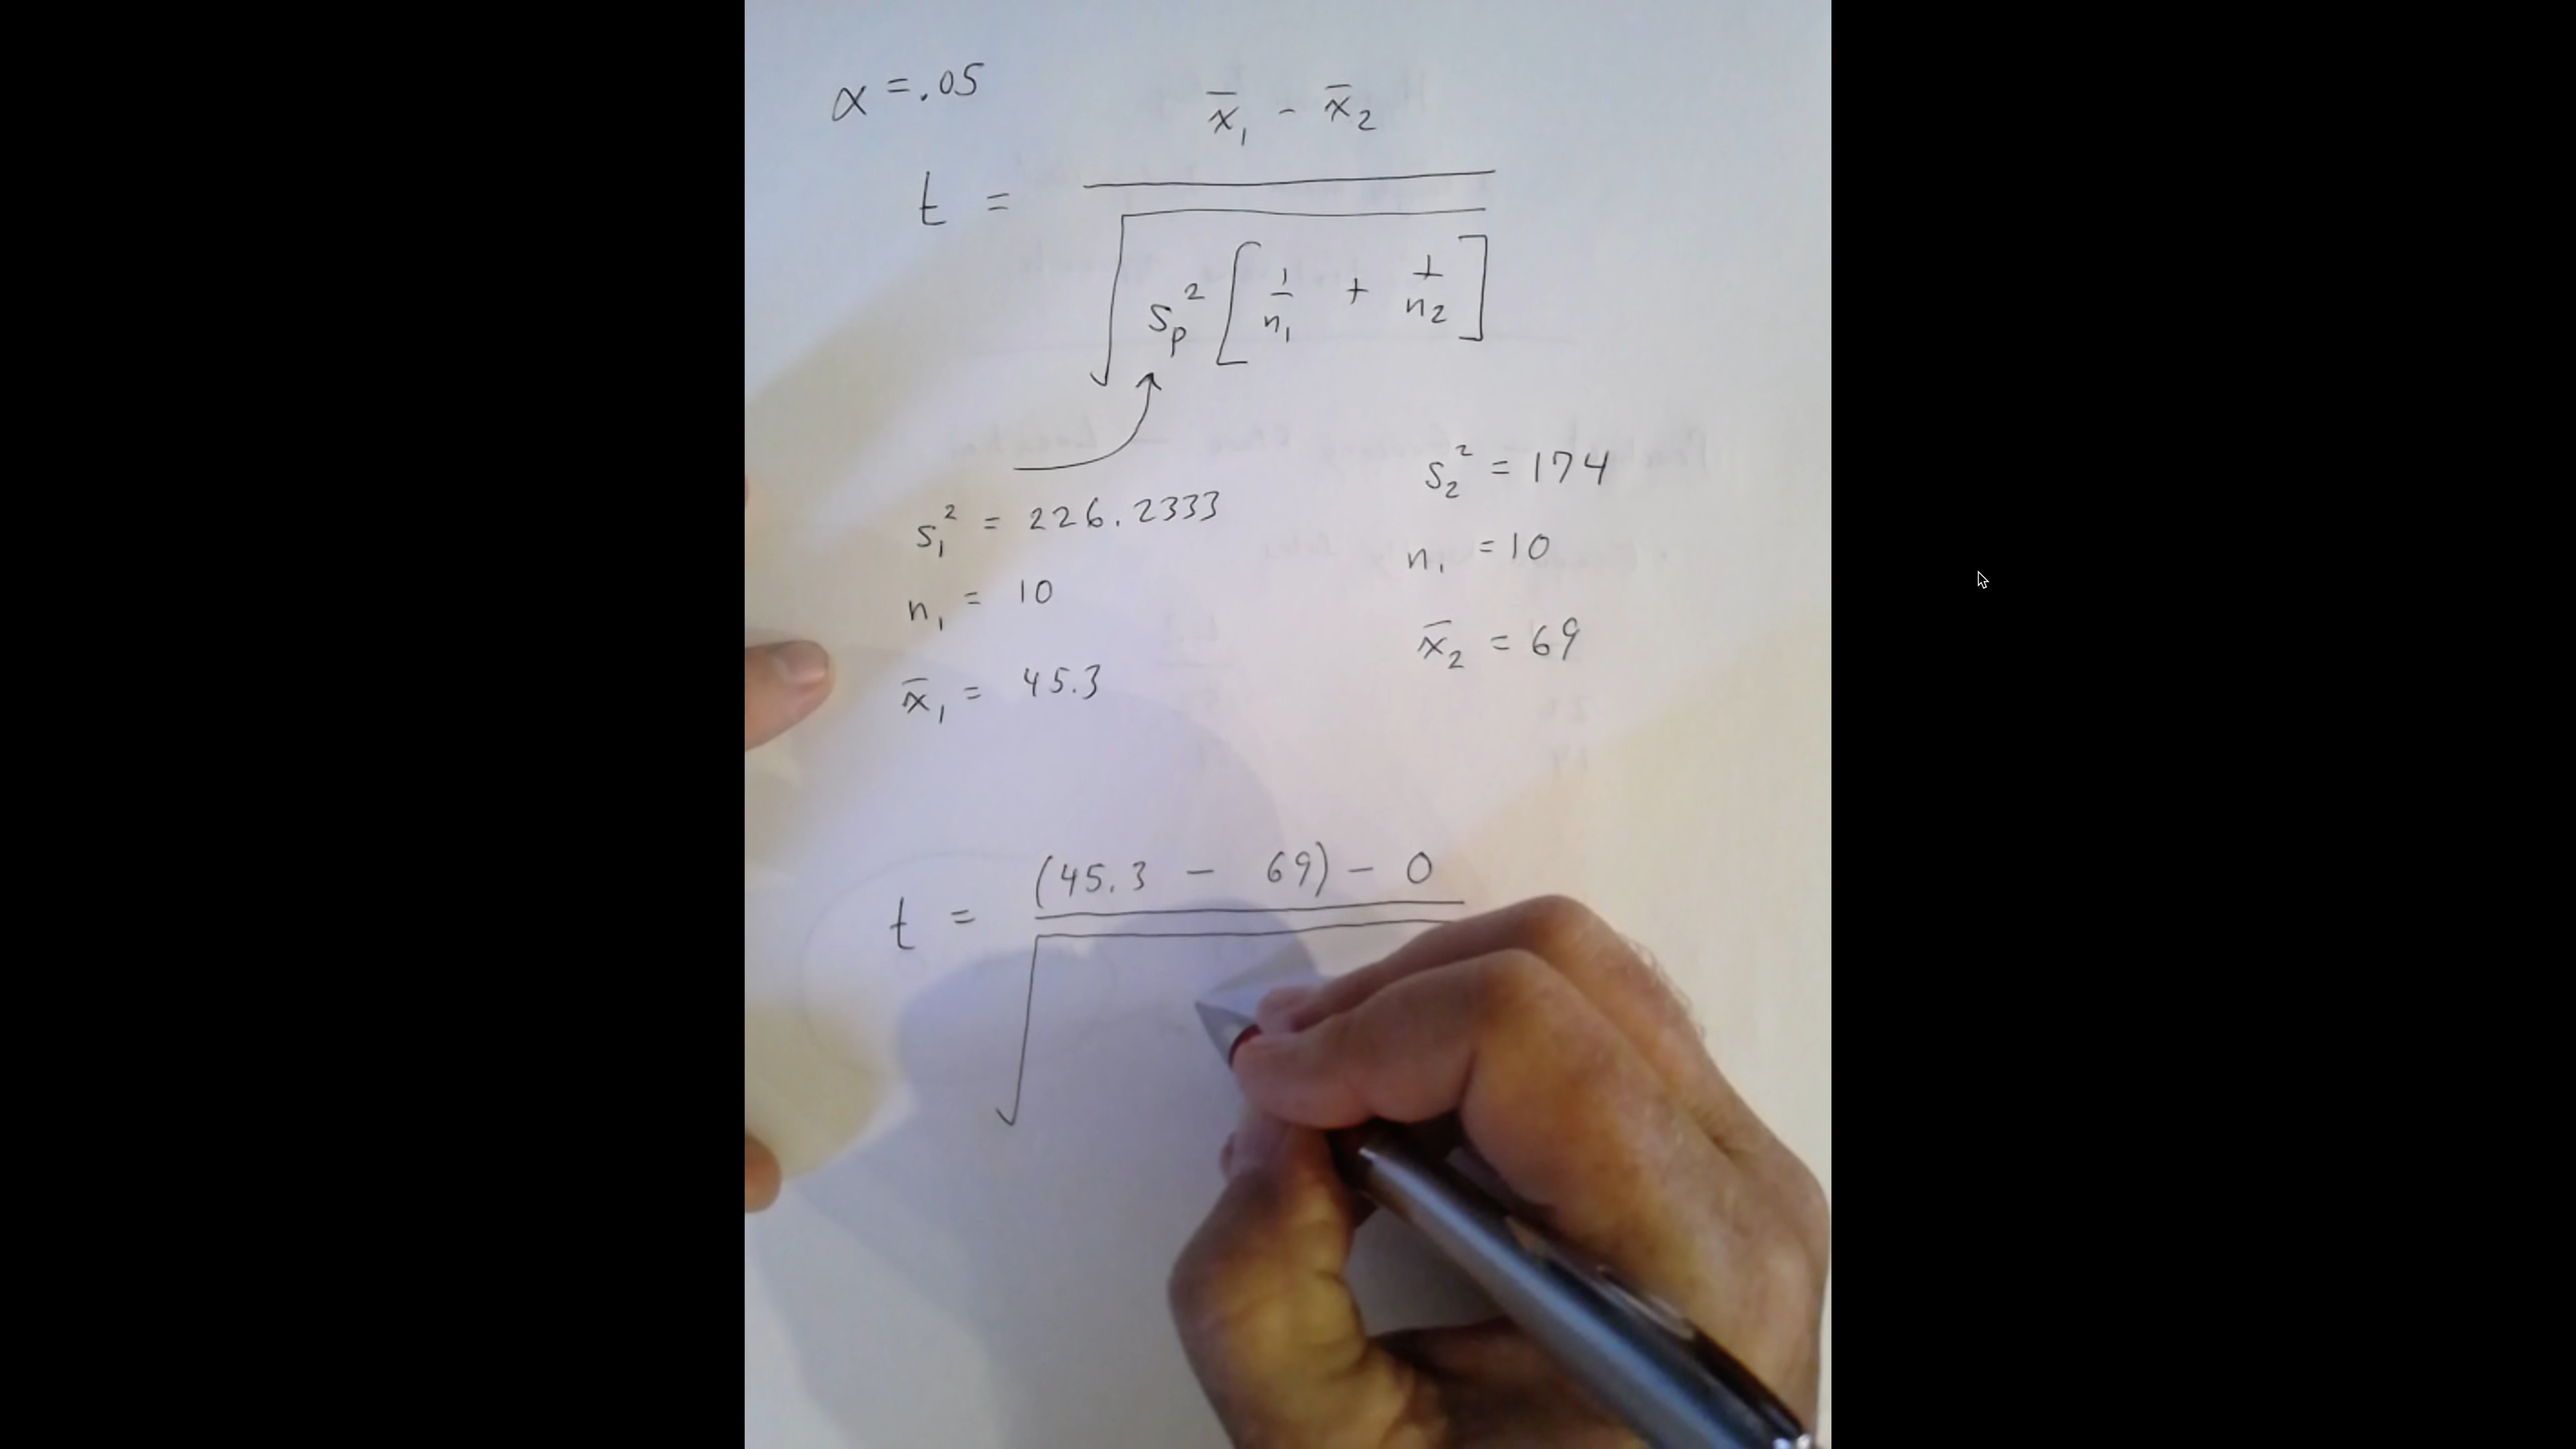 α = .05
x̄₁ - x̄₂
t =
√ sₚ² [ 1/n₁ + 1/n₂ ]
s₁² = 226.2333
n₁ = 10
x̄₁ = 45.3
s₂² = 174
n₁ = 10
x̄₂ = 69
(45.3 - 69) - 0
t =
√